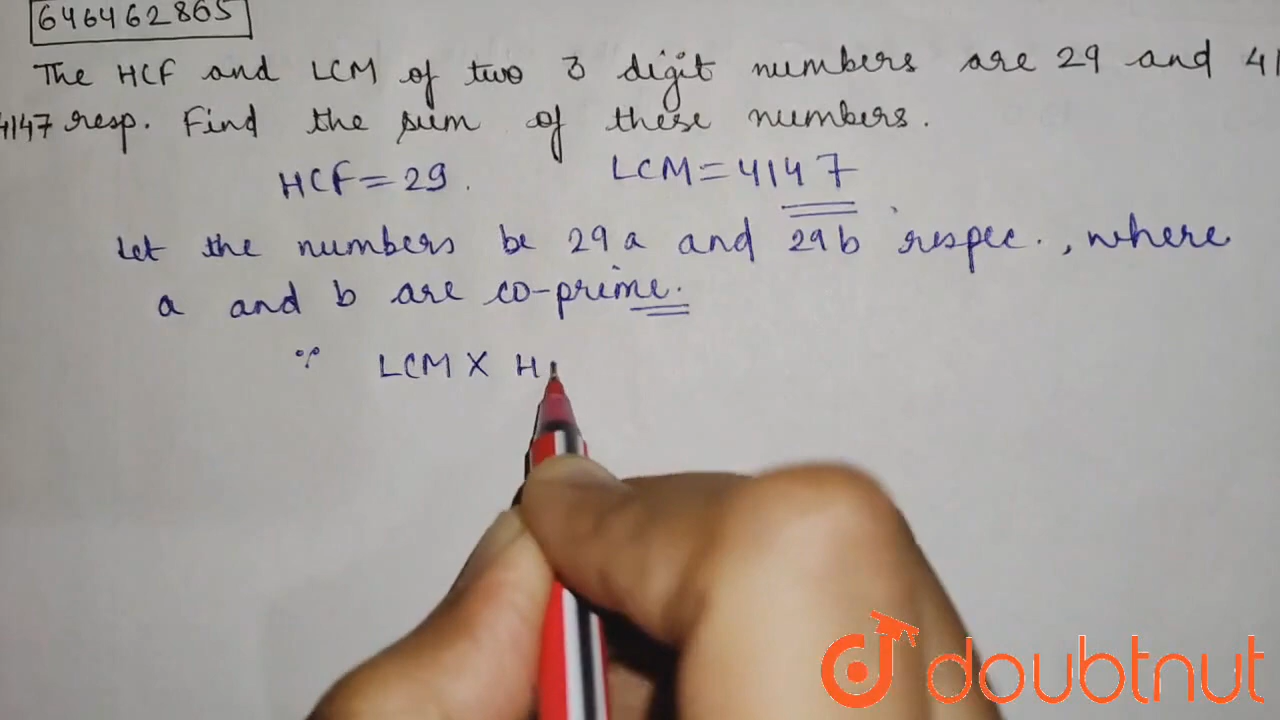 646462865
The HCF and LCM of two 3 digit numbers are 29 and 41
4147 resp. Find the sum of these numbers.
HCF = 29. LCM = 4147
Let the numbers be 29a and 29b respec., where
a and b are co-prime.
∵ LCM X H
doubtnut